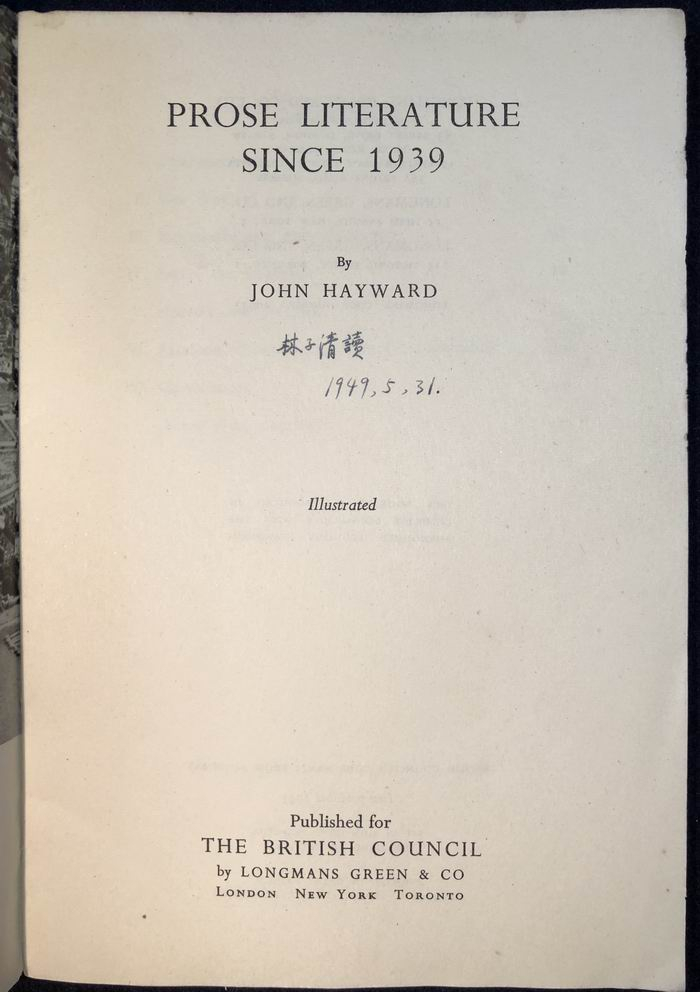 PROSE LITERATURE
SINCE 1939
By
JOHN HAYWARD
林子清讀
1949, 5, 31.
Illustrated
Published for
THE BRITISH COUNCIL
by LONGMANS GREEN & CO
LONDON NEW YORK TORONTO